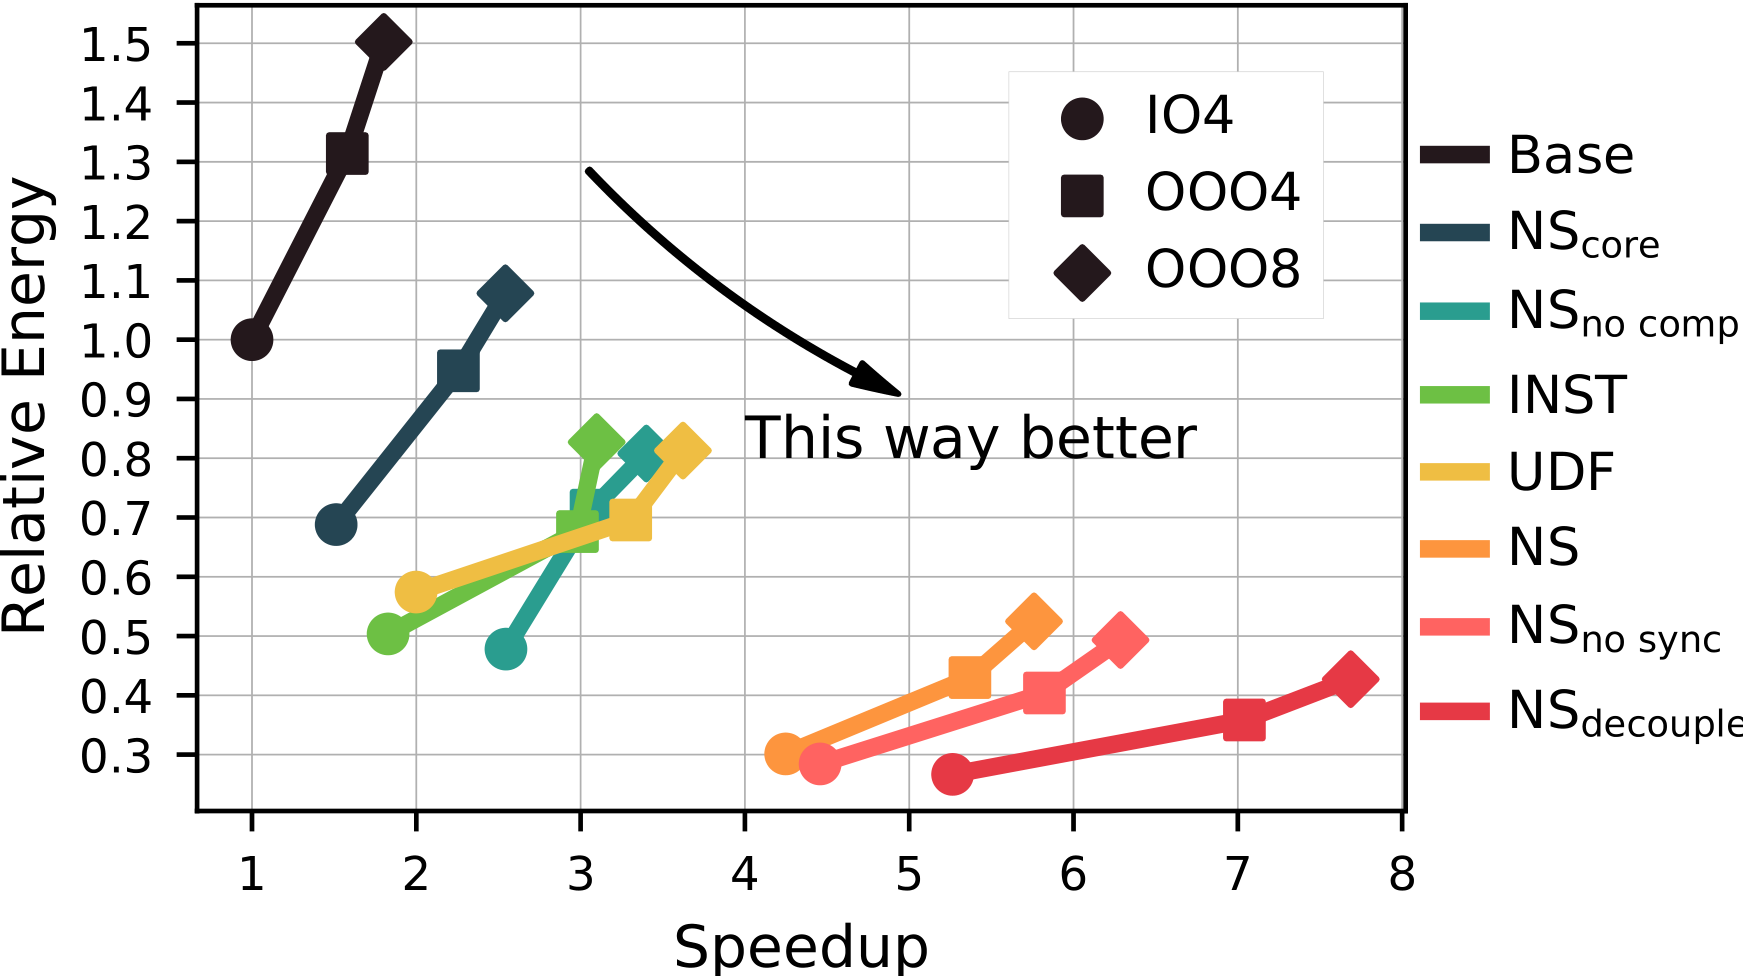 Relative Energy
1.5
1.4
1.3
1.2
1.1
1.0
0.9
0.8
0.7
0.6
0.5
0.4
0.3
IO4
OOO4
OOO8
This way better
1 2 3 4 5 6 7 8
Speedup
Base
NScore
NSno comp
INST
UDF
NS
NSno sync
NSdecouple